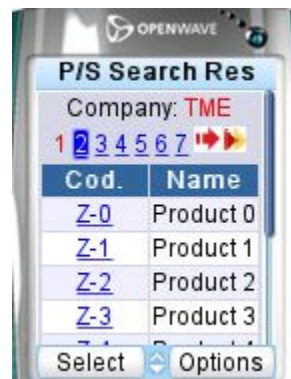 OPENWAVE
P/S Search Res
Company: TME
1 2 3 4 5 6 7
Cod. Name
Z-0 Product 0
Z-1 Product 1
Z-2 Product 2
Z-3 Product 3
Select Options